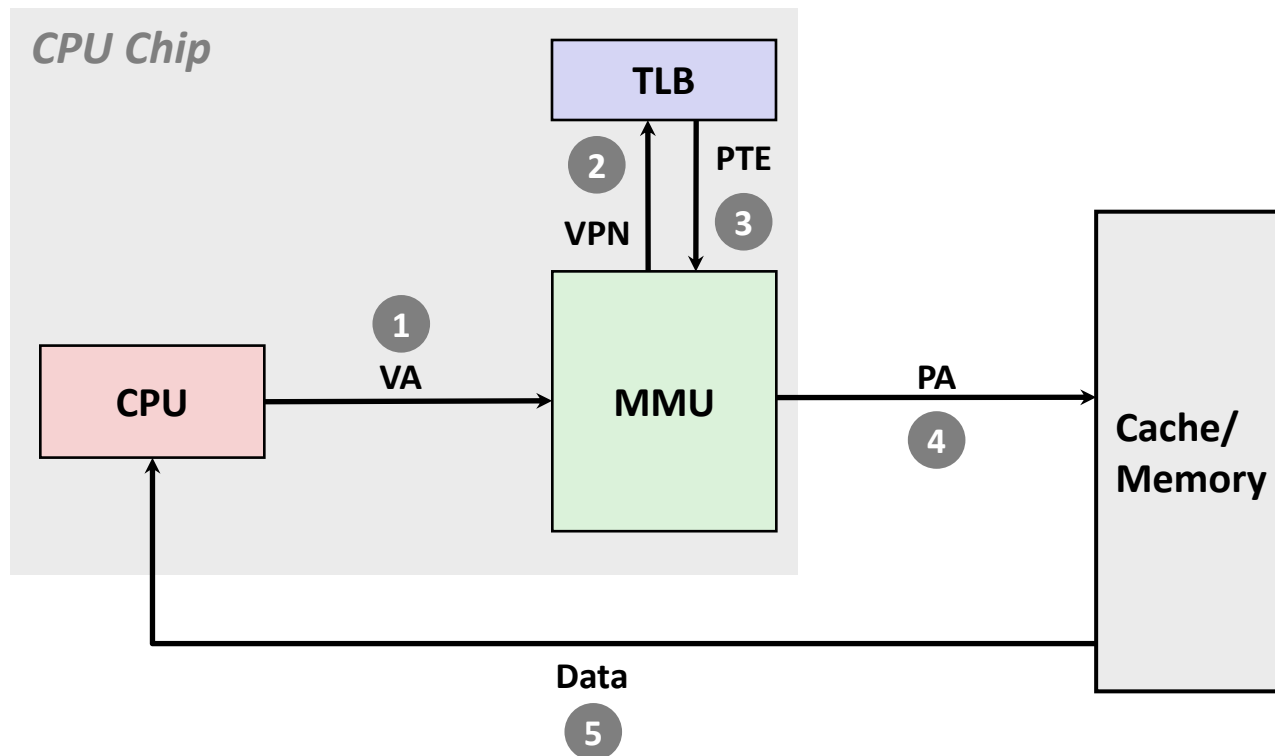 CPU Chip
TLB
2
PTE
VPN
3
1
VA
CPU
MMU
PA
4
Cache/
Memory
Data
5